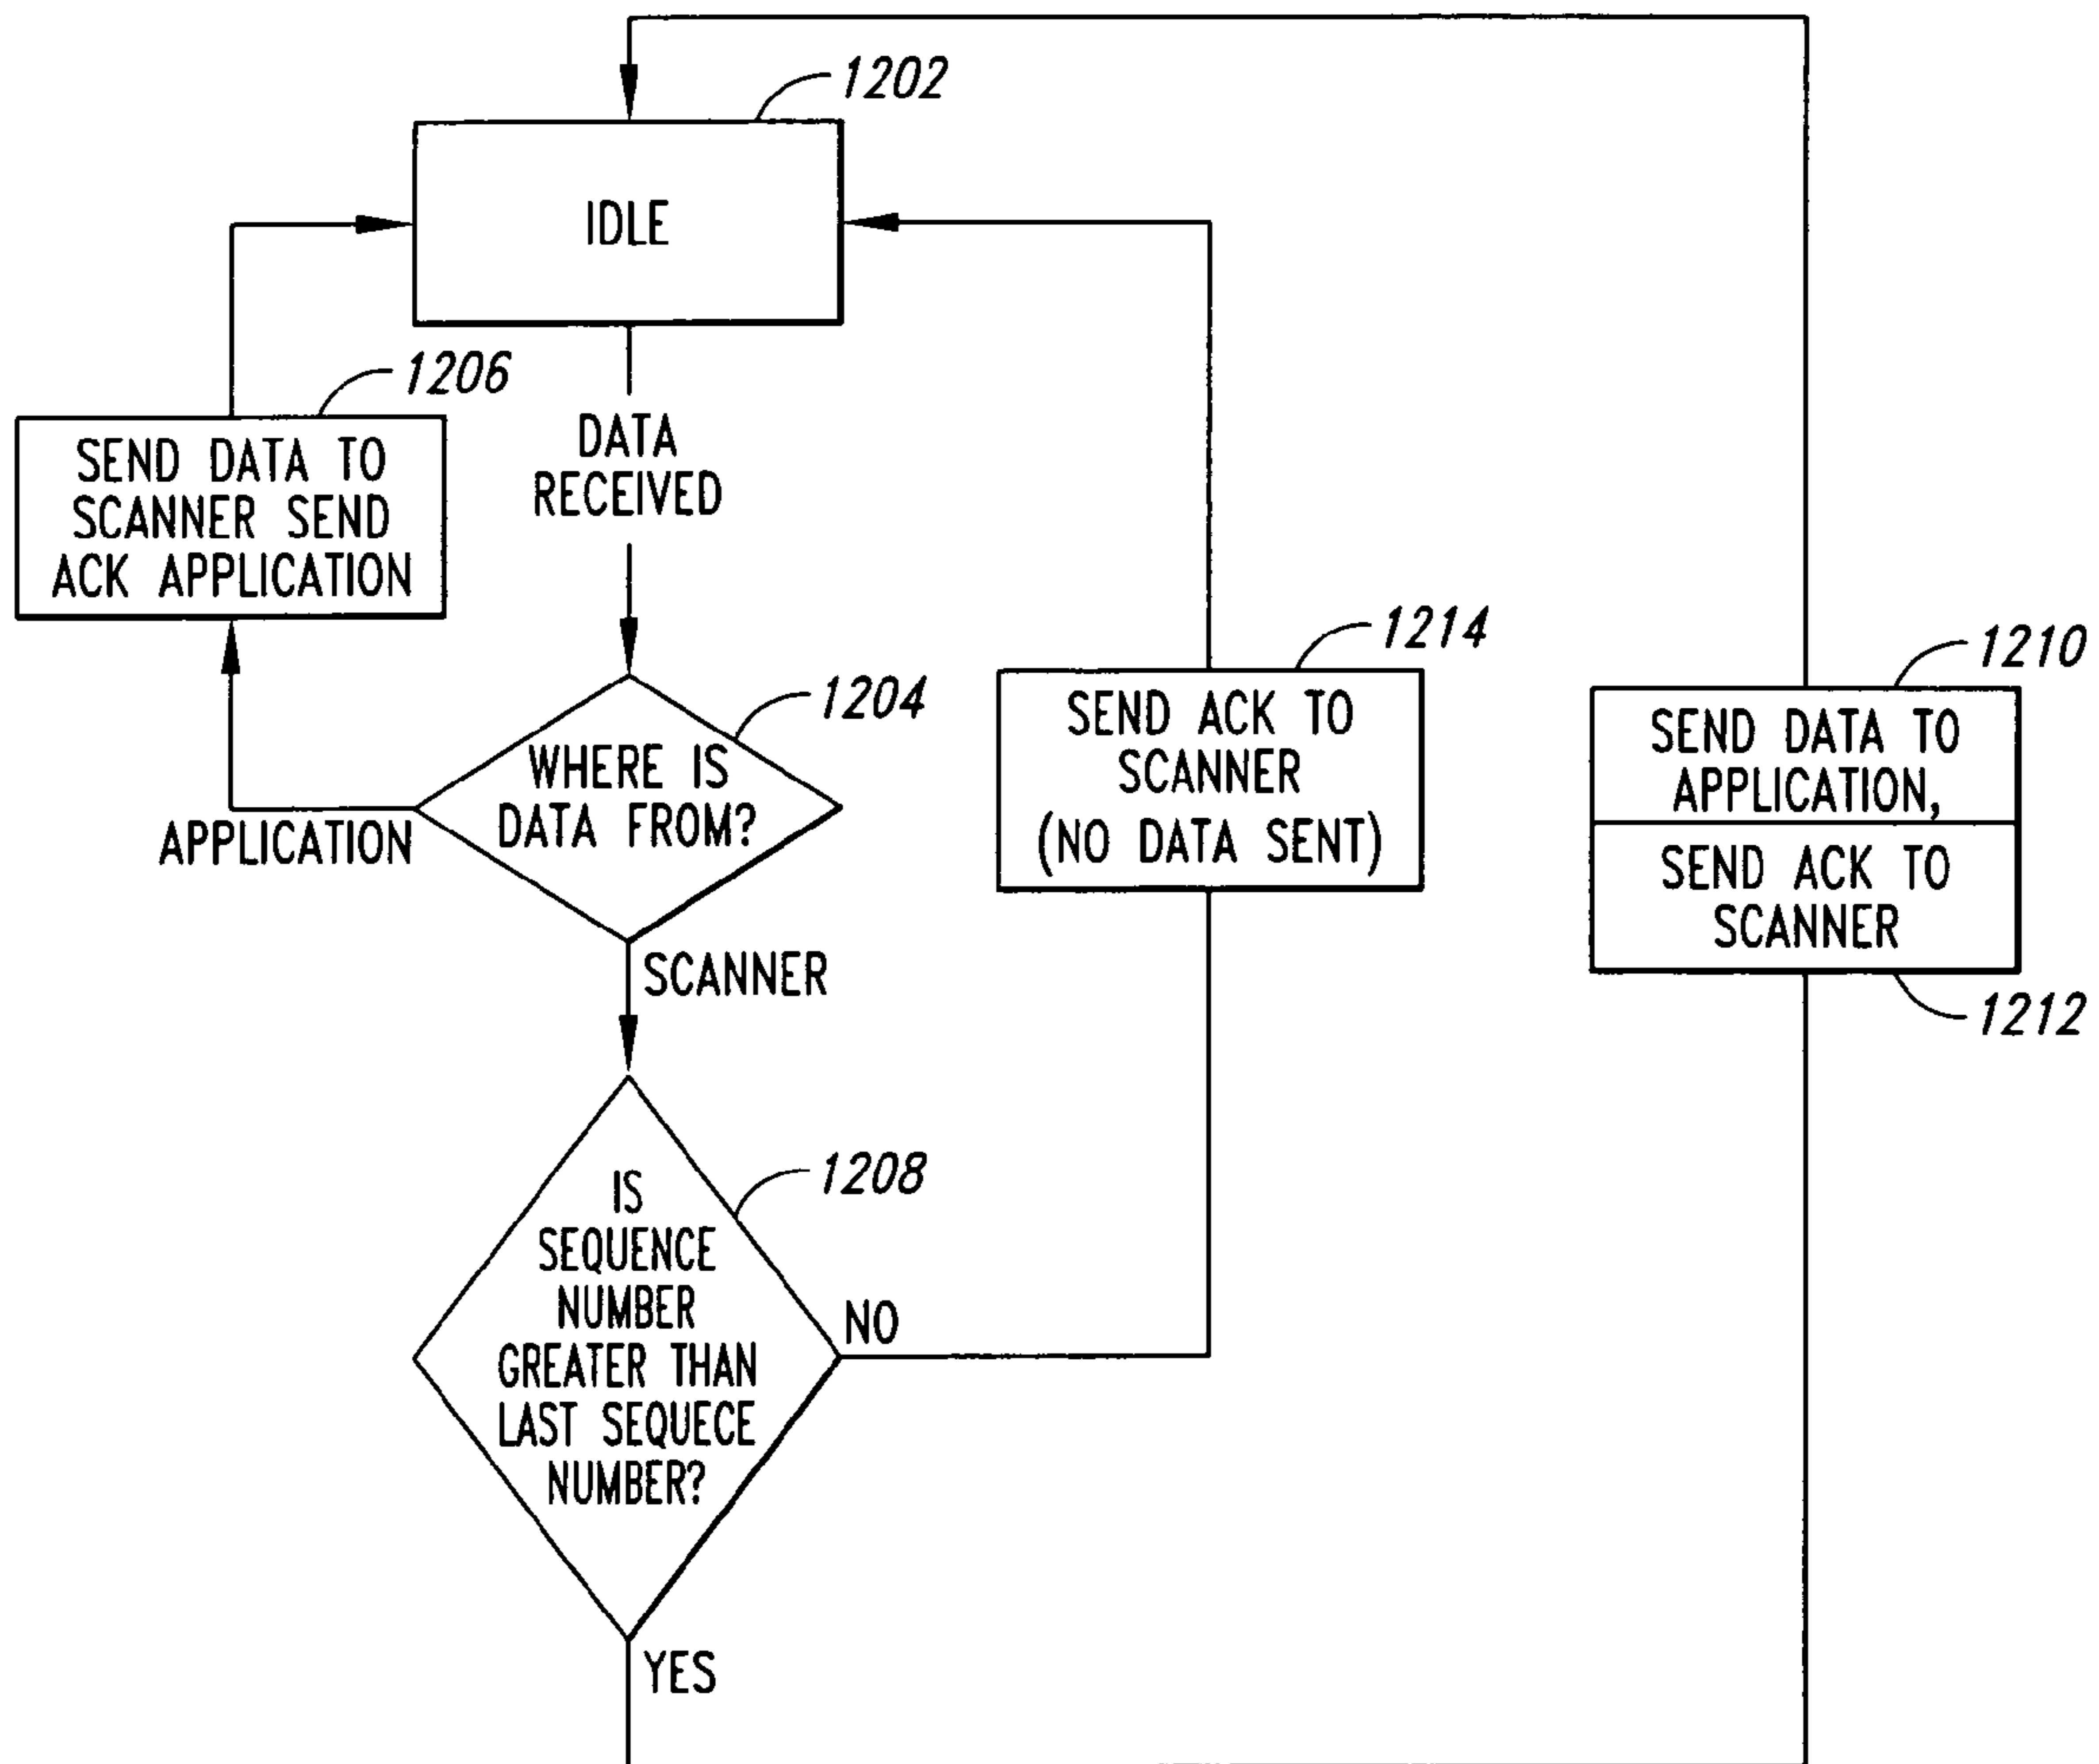 1202
IDLE
1206
SEND DATA TO
SCANNER SEND
ACK APPLICATION
DATA
RECEIVED
1204
WHERE IS
DATA FROM?
APPLICATION
SCANNER
1214
SEND ACK TO
SCANNER
(NO DATA SENT)
1210
SEND DATA TO
APPLICATION,
SEND ACK TO
SCANNER
1212
1208
IS
SEQUENCE
NUMBER
GREATER THAN
LAST SEQUECE
NUMBER?
NO
YES